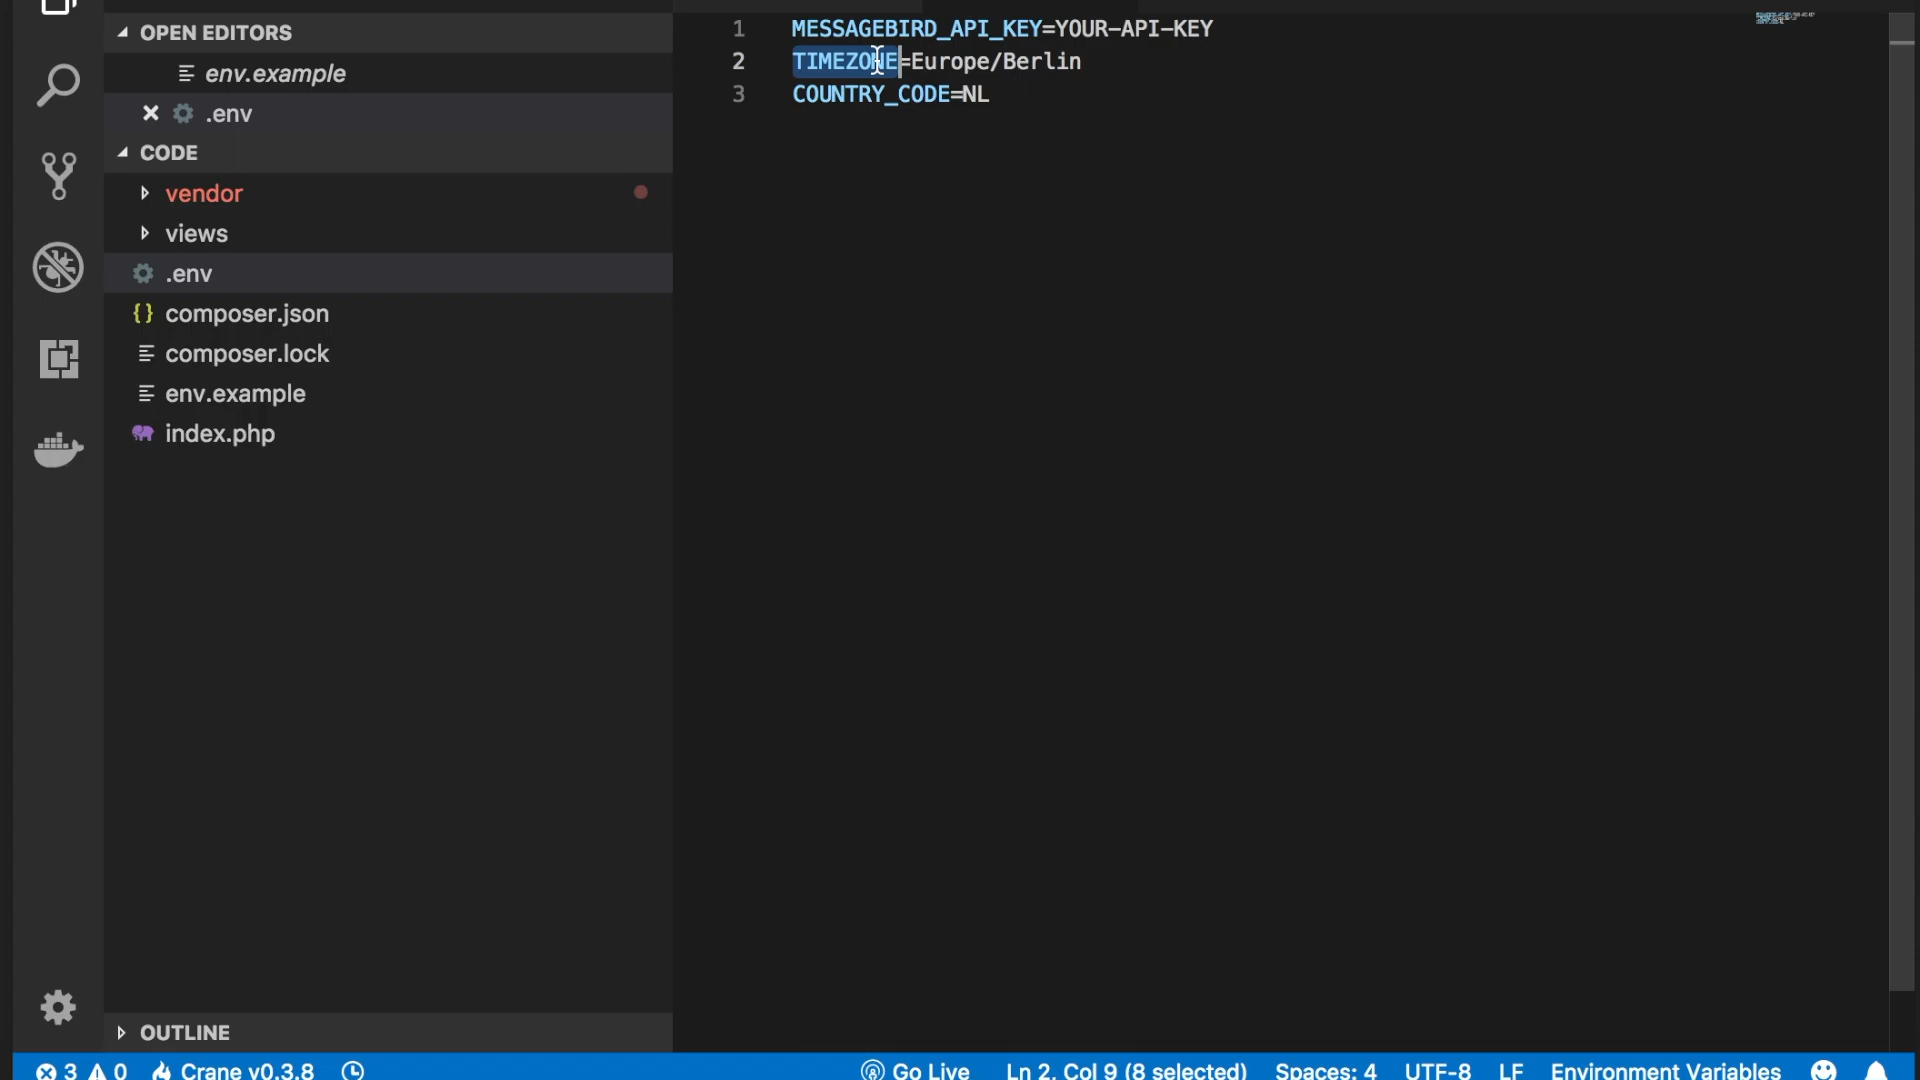 OPEN EDITORS
env.example
.env
CODE
vendor
views
.env
composer.json
composer.lock
env.example
index.php
OUTLINE
1 MESSAGEBIRD_API_KEY=YOUR-API-KEY
2 TIMEZONE=Europe/Berlin
3 COUNTRY_CODE=NL
3 0 Crane v0.3.8 Go Live Ln 2, Col 9 (8 selected) Spaces: 4 UTF-8 LF Environment Variables